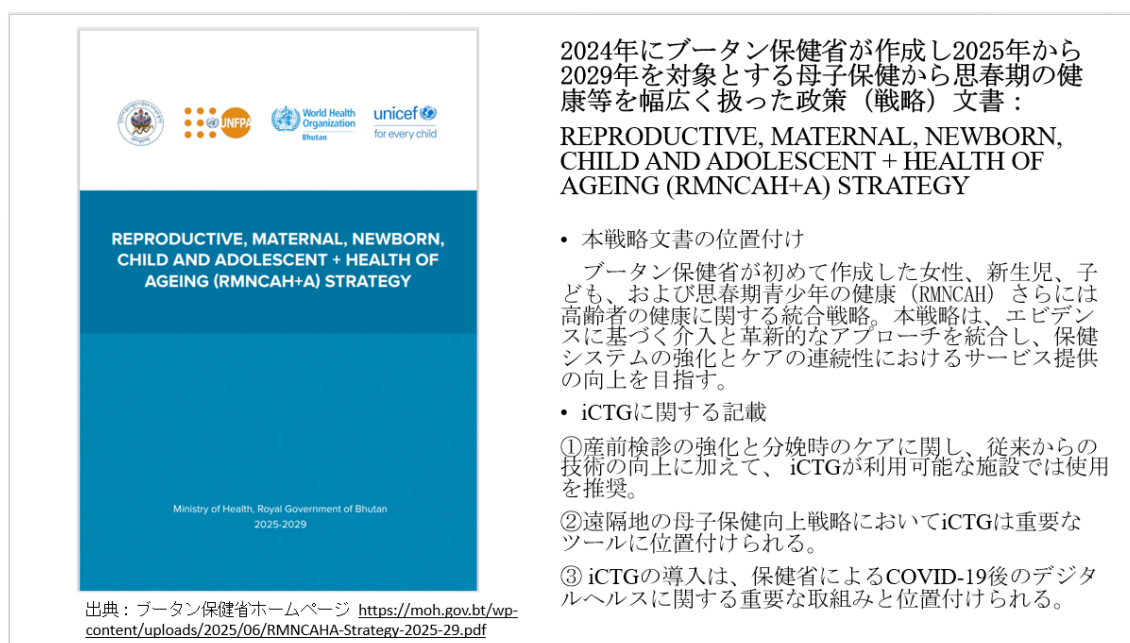 UNFPA
World Health
Organization
Bhutan
unicef
for every child
REPRODUCTIVE, MATERNAL, NEWBORN,
CHILD AND ADOLESCENT + HEALTH OF
AGEING (RMNCAH+A) STRATEGY
Ministry of Health, Royal Government of Bhutan
2025-2029
出典：ブータン保健省ホームページ https://moh.gov.bt/wp-
content/uploads/2025/06/RMNCAHA-Strategy-2025-29.pdf
2024年にブータン保健省が作成し2025年から
2029年を対象とする母子保健から思春期の健
康等を幅広く扱った政策（戦略）文書：
REPRODUCTIVE, MATERNAL, NEWBORN,
CHILD AND ADOLESCENT + HEALTH OF
AGEING (RMNCAH+A) STRATEGY
• 本戦略文書の位置付け
ブータン保健省が初めて作成した女性、新生児、子
ども、および思春期青少年の健康（RMNCAH）さらには
高齢者の健康に関する統合戦略。本戦略は、エビデン
スに基づく介入と革新的なアプローチを統合し、保健
システムの強化とケアの連続性におけるサービス提供
の向上を目指す。
• iCTGに関する記載
①産前検診の強化と分娩時のケアに関し、従来からの
技術の向上に加えて、 iCTGが利用可能な施設では使用
を推奨。
②遠隔地の母子保健向上戦略においてiCTGは重要な
ツールに位置付けられる。
③ iCTGの導入は、保健省によるCOVID-19後のデジタ
ルヘルスに関する重要な取組みと位置付けられる。